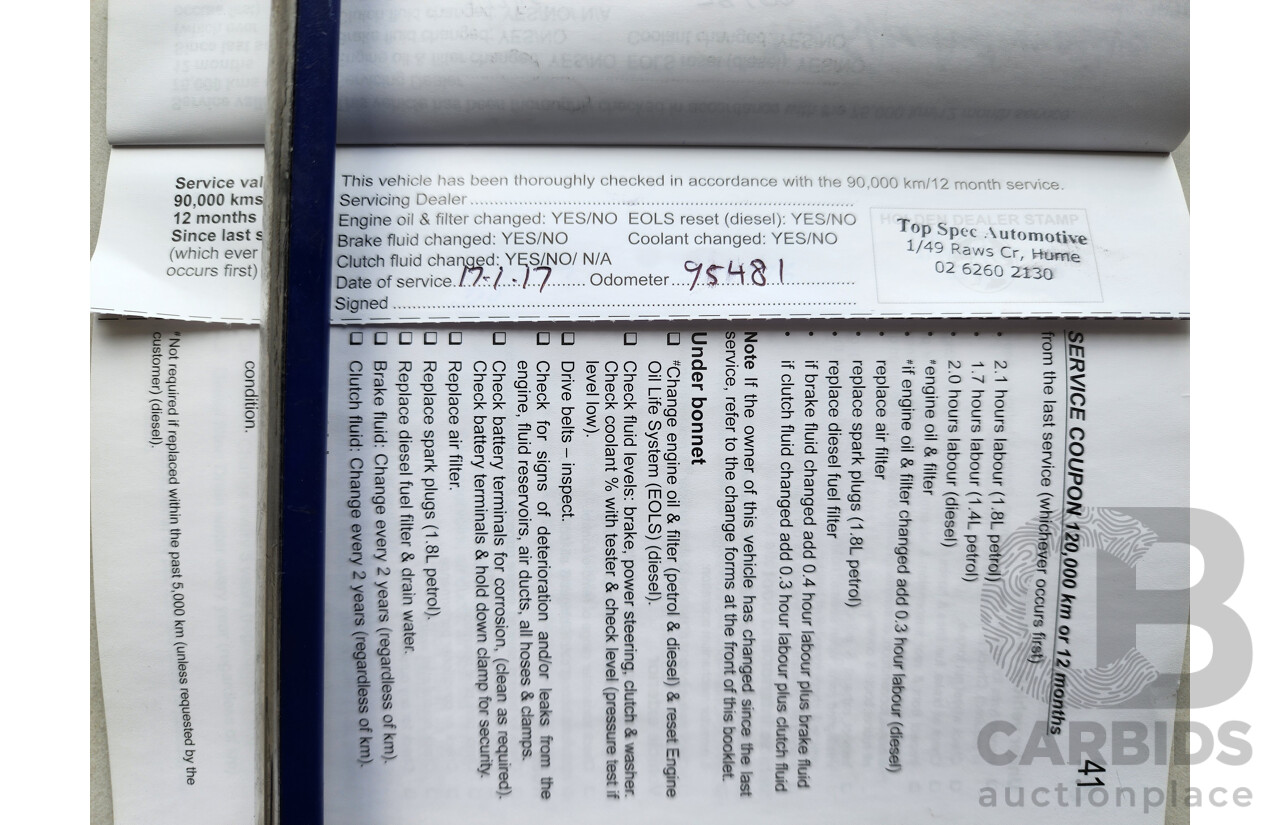 Service val
90,000 kms
12 months
Since last s
(which ever
occurs first)
This vehicle has been thoroughly checked in accordance with the 90,000 km/12 month service.
Servicing Dealer
Engine oil & filter changed: YES/NO EOLS reset (diesel): YES/NO
Brake fluid changed: YES/NO Coolant changed: YES/NO
Clutch fluid changed: YES/NO/ N/A
Date of service 17-1-17 Odometer 95481
Signed
HOLDEN DEALER STAMP
Top Spec Automotive
1/49 Raws Cr, Hume
02 6260 2130
SERVICE COUPON 120,000 km or 12 months
from the last service (whichever occurs first)
• 2.1 hours labour (1.8L petrol)
• 1.7 hours labour (1.4L petrol)
• 2.0 hours labour (diesel)
• *engine oil & filter
• *if engine oil & filter changed add 0.3 hour labour (diesel)
• replace air filter
• replace spark plugs (1.8L petrol)
• replace diesel fuel filter
• if brake fluid changed add 0.4 hour labour plus brake fluid
• if clutch fluid changed add 0.3 hour labour plus clutch fluid
Note If the owner of this vehicle has changed since the last
service, refer to the change forms at the front of this booklet.
Under bonnet
❑ *Change engine oil & filter (petrol & diesel) & reset Engine
Oil Life System (EOLS) (diesel).
❑ Check fluid levels: brake, power steering, clutch & washer.
Check coolant % with tester & check level (pressure test if
level low).
❑ Drive belts – inspect.
❑ Check for signs of deterioration and/or leaks from the
engine, fluid reservoirs, air ducts, all hoses & clamps.
❑ Check battery terminals for corrosion, (clean as required).
Check battery terminals & hold down clamp for security.
❑ Replace air filter.
❑ Replace spark plugs (1.8L petrol).
❑ Replace diesel fuel filter & drain water.
❑ Brake fluid: Change every 2 years (regardless of km).
❑ Clutch fluid: Change every 2 years (regardless of km).
condition.
*Not required if replaced within the past 5,000 km (unless requested by the
customer) (diesel).
41
CARBIDS
auctionplace